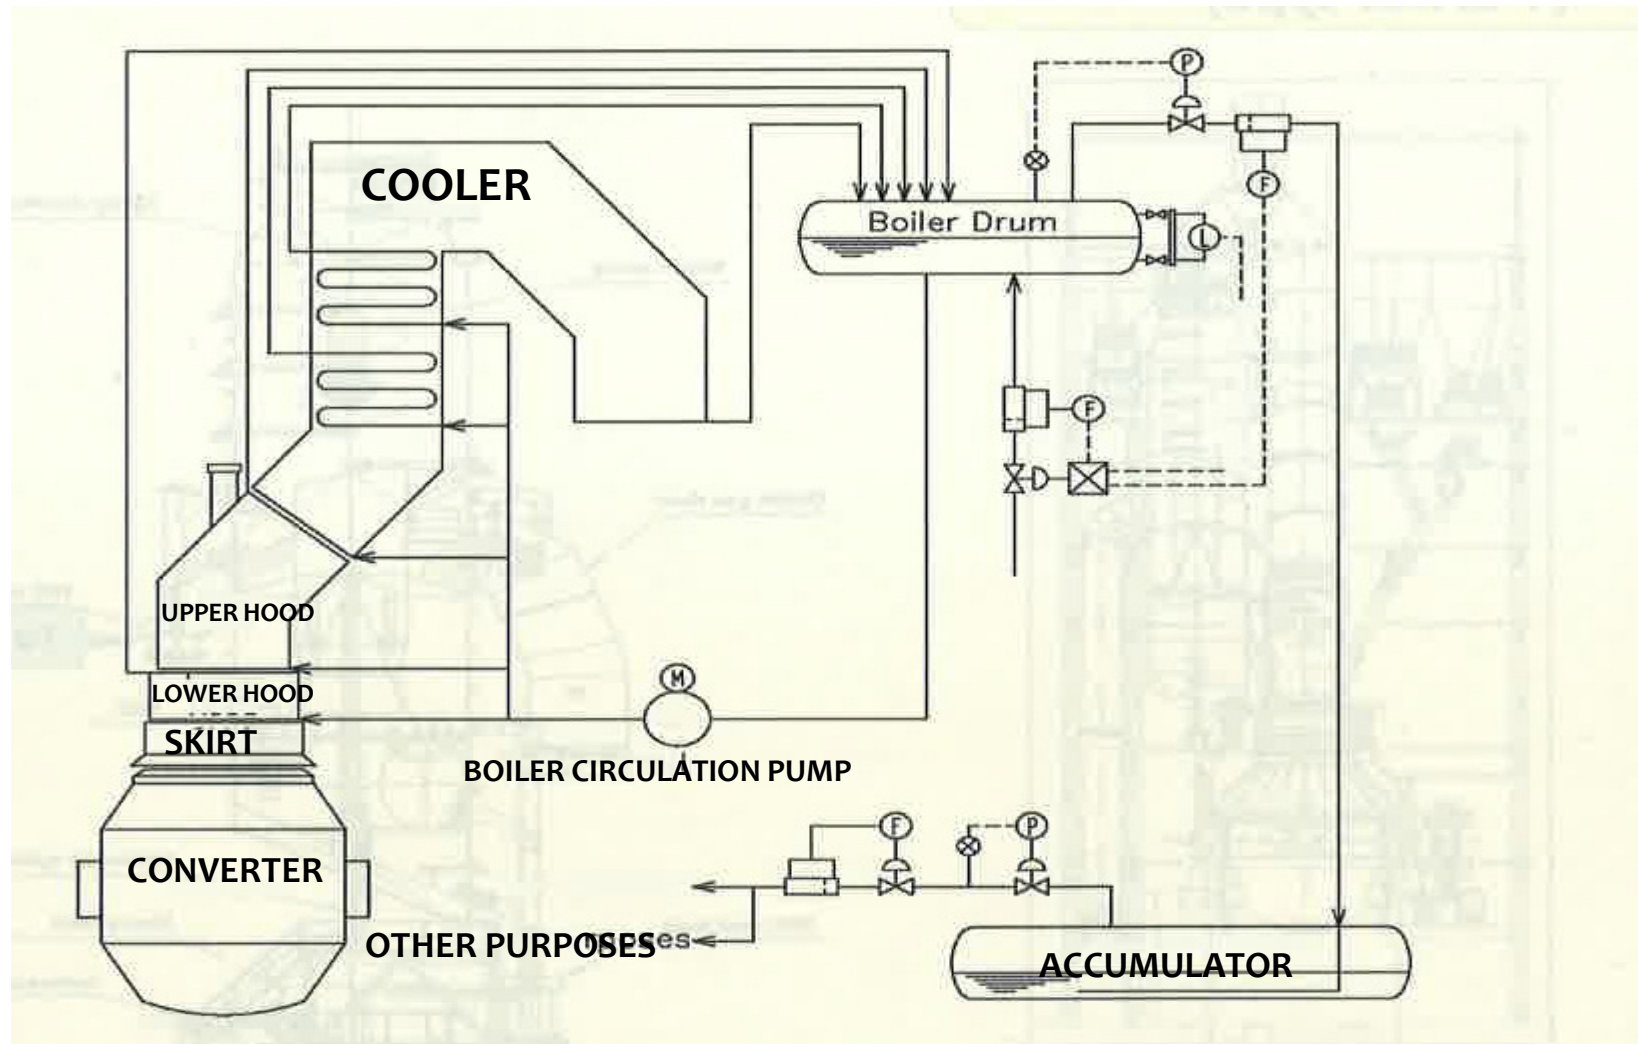 P
COOLER
F
Boiler Drum
L
F
UPPER HOOD
M
LOWER HOOD
SKIRT
BOILER CIRCULATION PUMP
F
P
CONVERTER
OTHER PURPOSES
ACCUMULATOR